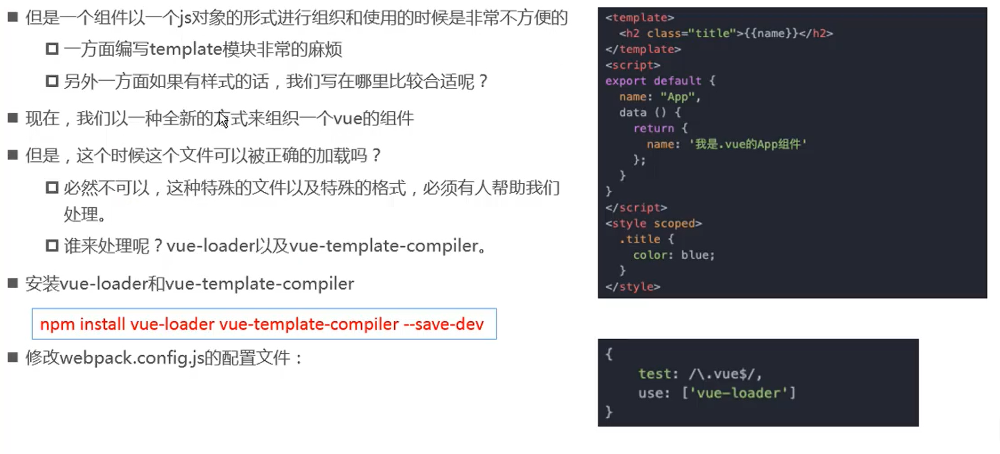 ■ 但是一个组件以一个js对象的形式进行组织和使用的时候是非常不方便的
一方面编写template模块非常的麻烦
另外一方面如果有样式的话，我们写在哪里比较合适呢？
■ 现在，我们以一种全新的方式来组织一个vue的组件
■ 但是，这个时候这个文件可以被正确的加载吗？
必然不可以，这种特殊的文件以及特殊的格式，必须有人帮助我们
处理。
谁来处理呢？vue-loader以及vue-template-compiler。
■ 安装vue-loader和vue-template-compiler
npm install vue-loader vue-template-compiler --save-dev
■ 修改webpack.config.js的配置文件：
<template>
  <h2 class="title">{{name}}</h2>
</template>
<script>
export default {
  name: "App",
  data () {
    return {
      name: '我是.vue的App组件'
    };
  }
}
</script>
<style scoped>
  .title {
    color: blue;
  }
</style>
{
    test: /\.vue$/,
    use: ['vue-loader']
}